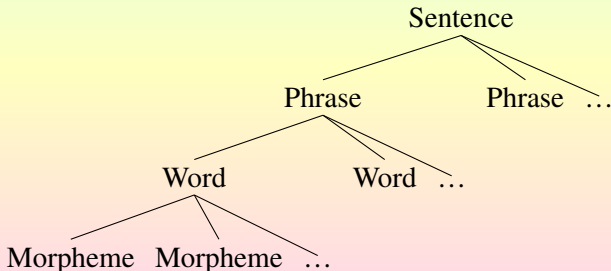 Sentence
Phrase Phrase …
Word Word …
Morpheme Morpheme …